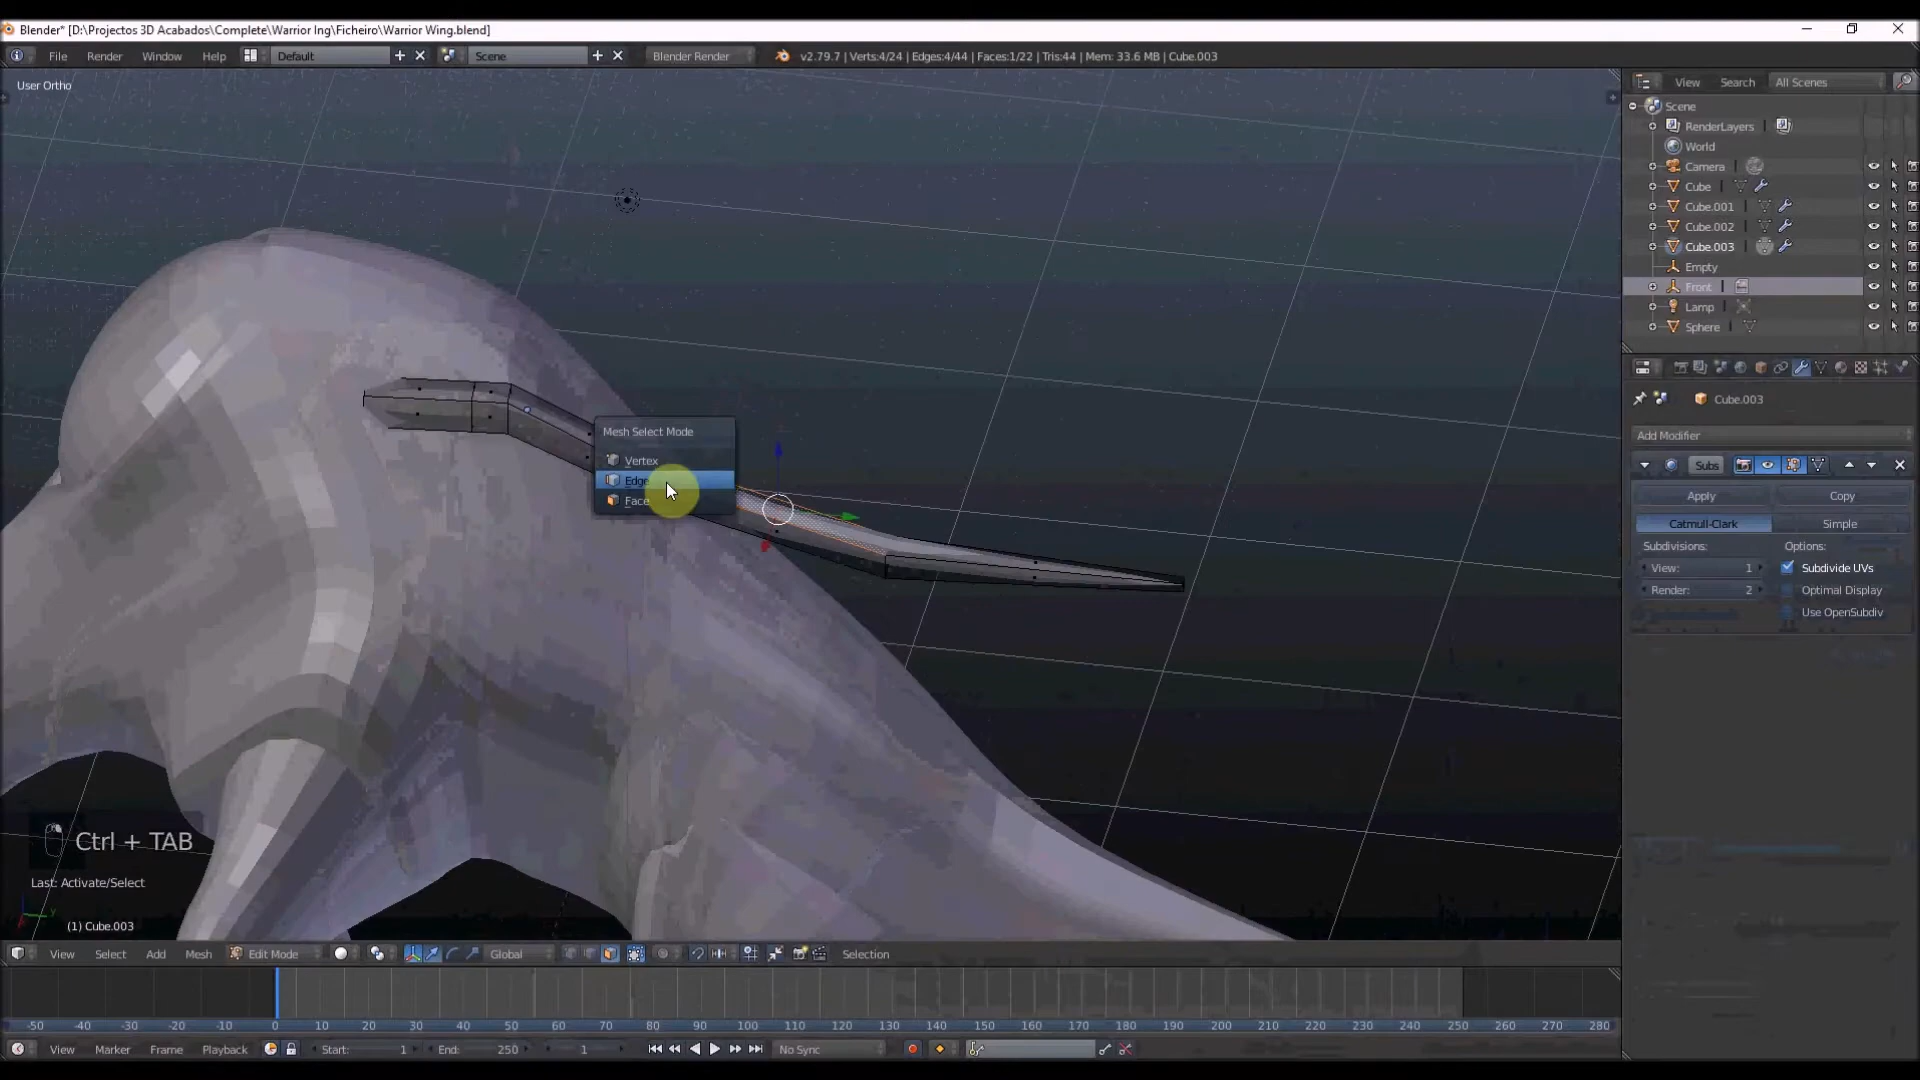 Blender* [D:\Projectos 3D Acabados\Complete\Warrior Ing\Ficheiro\Warrior Wing.blend]
File Render Window Help Default Scene Blender Render v2.79.7 | Verts:4/24 | Edges:4/44 | Faces:1/22 | Tris:44 | Mem: 33.6 MB | Cube.003
User Ortho
View Search All Scenes
Scene
RenderLayers
World
Camera
Cube
Cube.001
Cube.002
Cube.003
Empty
Front
Lamp
Sphere
Cube.003
Add Modifier
Subs
Apply Copy
Catmull-Clark Simple
Subdivisions: Options:
View: 1 Subdivide UVs
Render: 2 Optimal Display
Use OpenSubdiv
Mesh Select Mode
Vertex
Edge
Face
Ctrl + TAB
Last: Activate/Select
(1) Cube.003
View Select Add Mesh Edit Mode Global Selection
-50 -40 -30 -20 -10 0 10 20 30 40 50 60 70 80 90 100 110 120 130 140 150 160 170 180 190 200 210 220 230 240 250 260 270 280
View Marker Frame Playback Start: 1 End: 250 1 No Sync